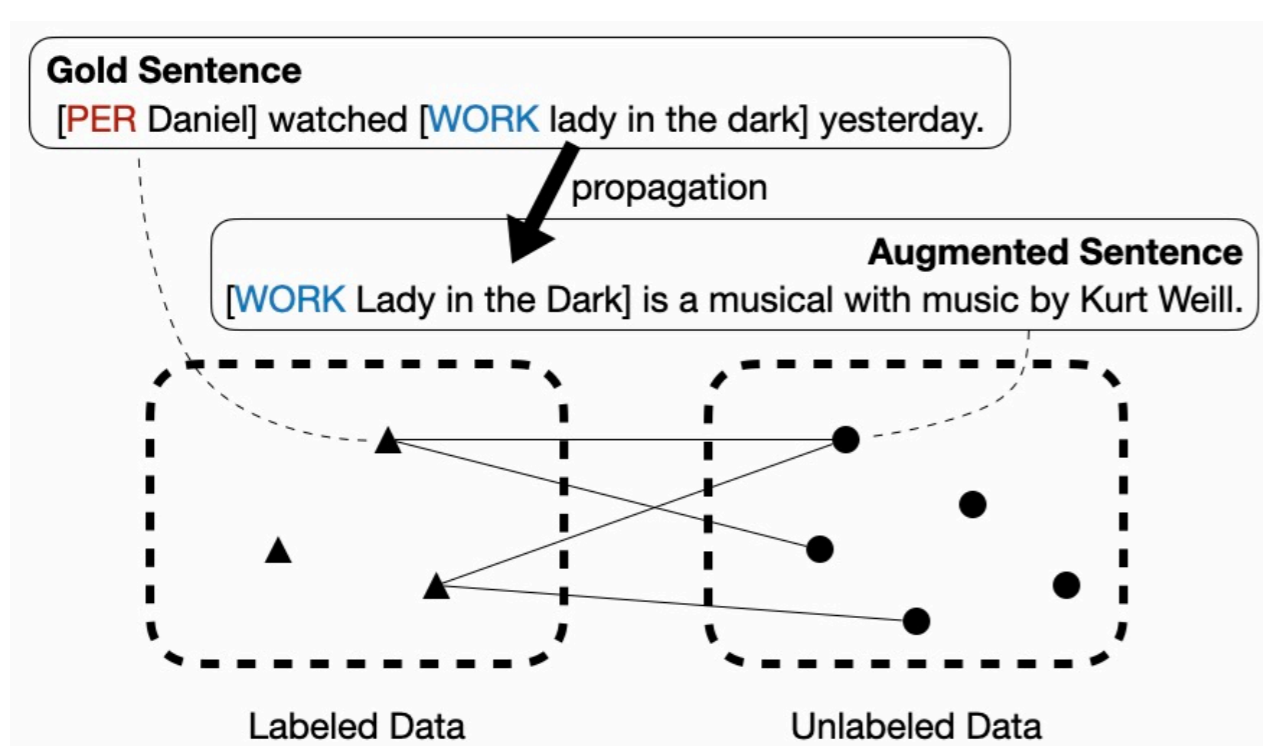 Gold Sentence
[PER Daniel] watched [WORK lady in the dark] yesterday.
propagation
Augmented Sentence
[WORK Lady in the Dark] is a musical with music by Kurt Weill.
Labeled Data
Unlabeled Data